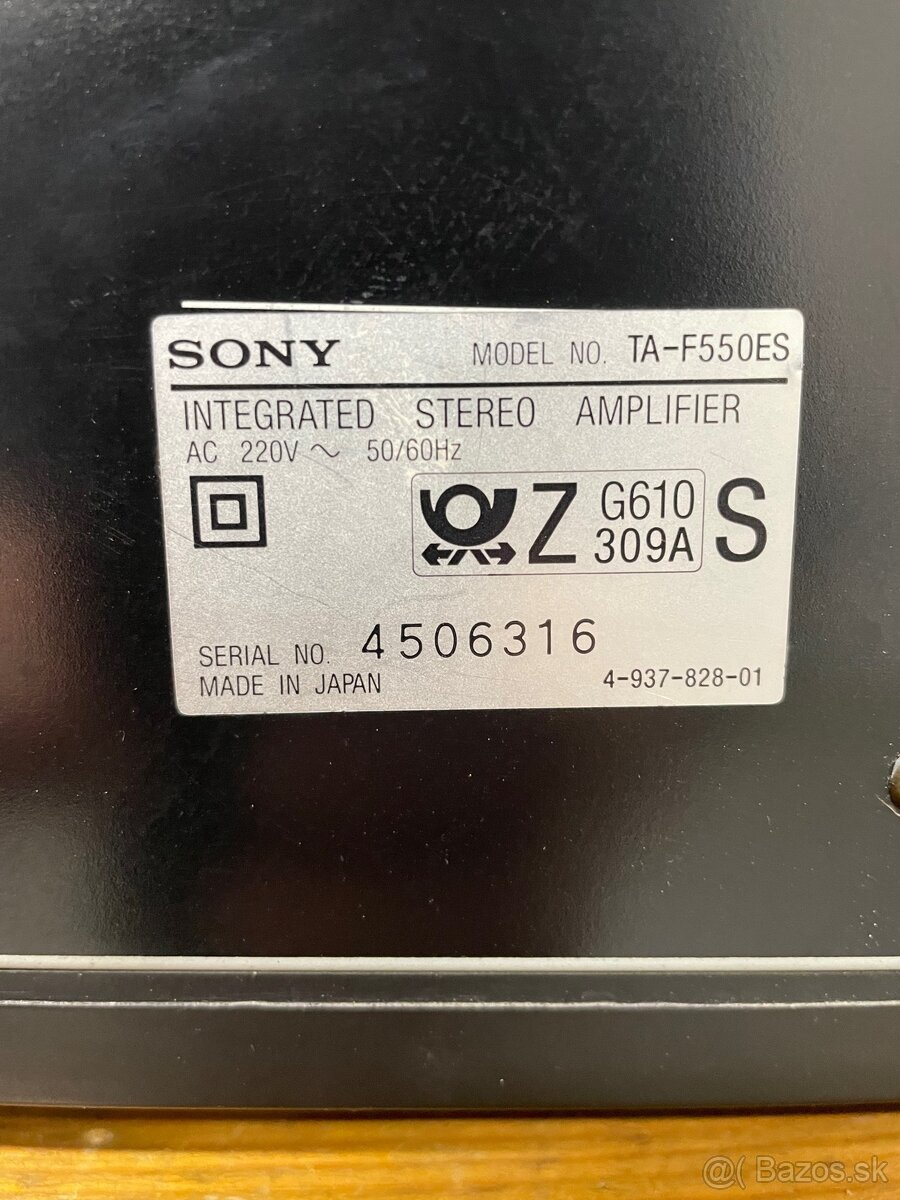 SONY MODEL NO. TA-F550ES
INTEGRATED STEREO AMPLIFIER
AC 220V ~ 50/60Hz
Z G610 309A S
SERIAL NO. 4506316
MADE IN JAPAN 4-937-828-01
@( Bazos.sk